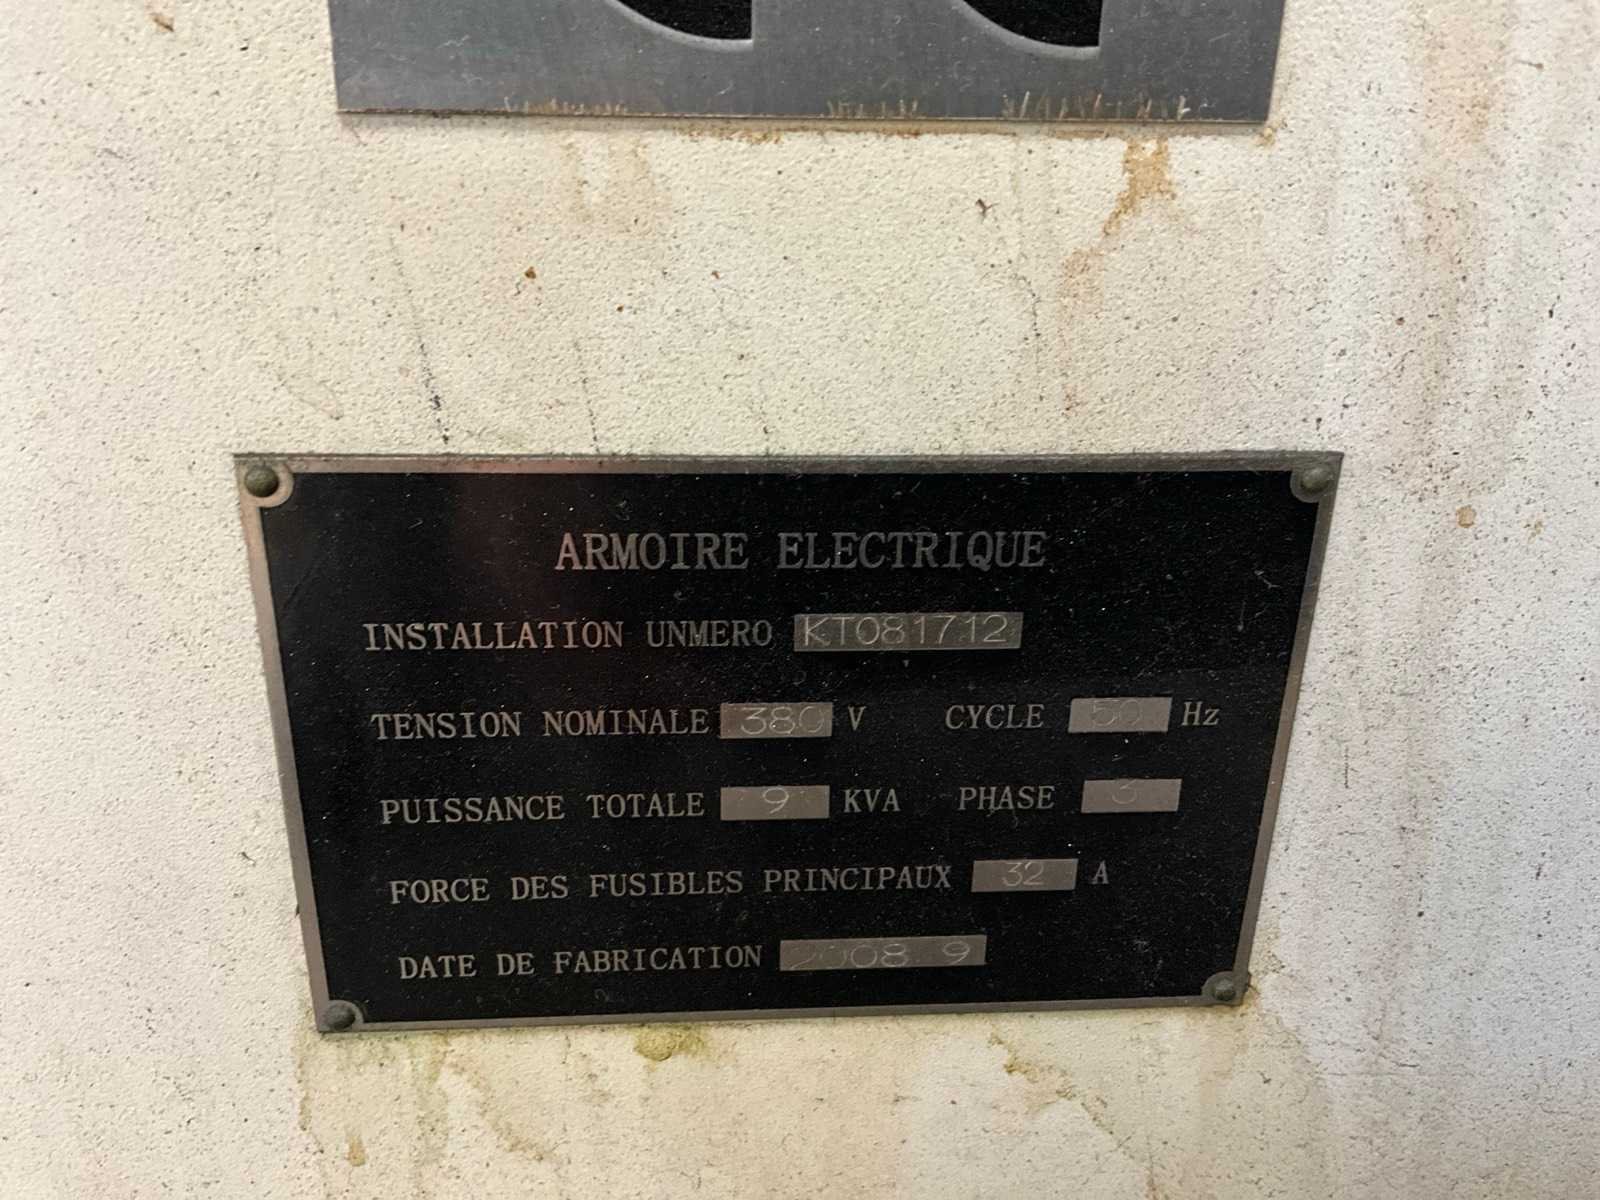 ARMOIRE ELECTRIQUE
INSTALLATION UNMERO KT081712
TENSION NOMINALE 380 V CYCLE 50 Hz
PUISSANCE TOTALE 9 KVA PHASE 3
FORCE DES FUSIBLES PRINCIPAUX 32 A
DATE DE FABRICATION 2008.9